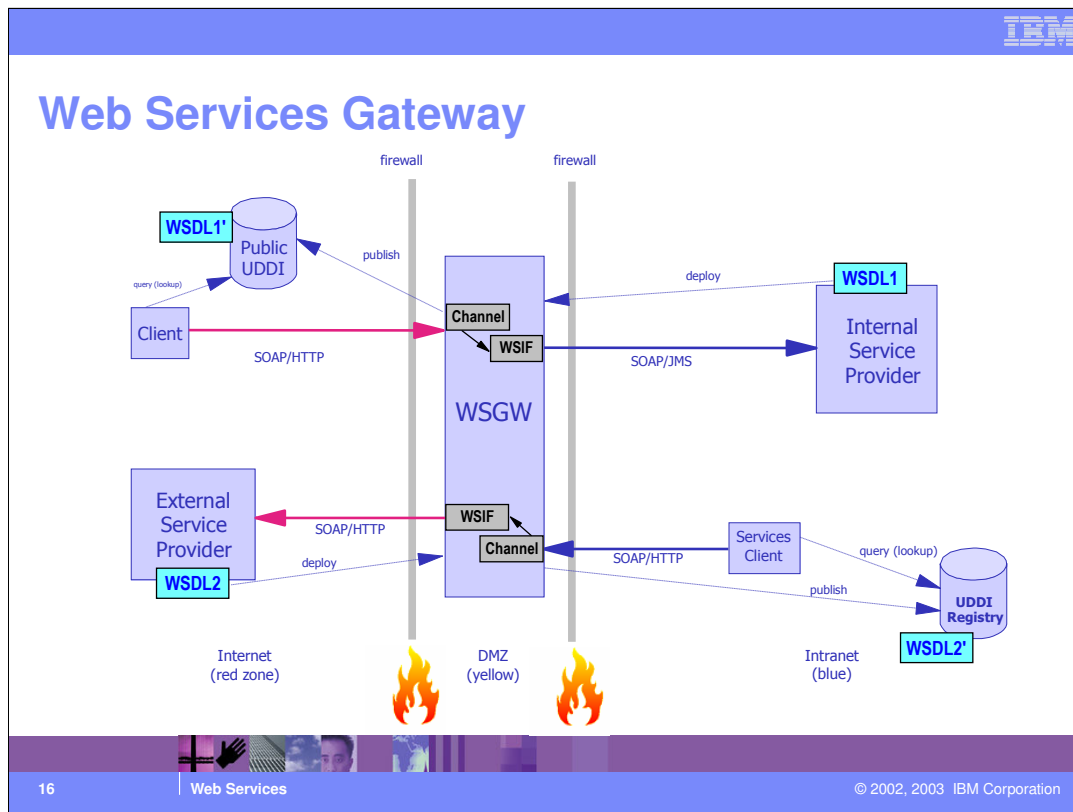 IBM
Web Services Gateway
firewall
firewall
WSDL1'
Public
UDDI
publish
query (lookup)
Client
SOAP/HTTP
Channel
WSIF
deploy
WSDL1
SOAP/JMS
Internal
Service
Provider
WSGW
External
Service
Provider
WSDL2
SOAP/HTTP
deploy
WSIF
Channel
SOAP/HTTP
Services
Client
query (lookup)
publish
UDDI
Registry
WSDL2'
Internet
(red zone)
DMZ
(yellow)
Intranet
(blue)
16
Web Services
© 2002, 2003 IBM Corporation